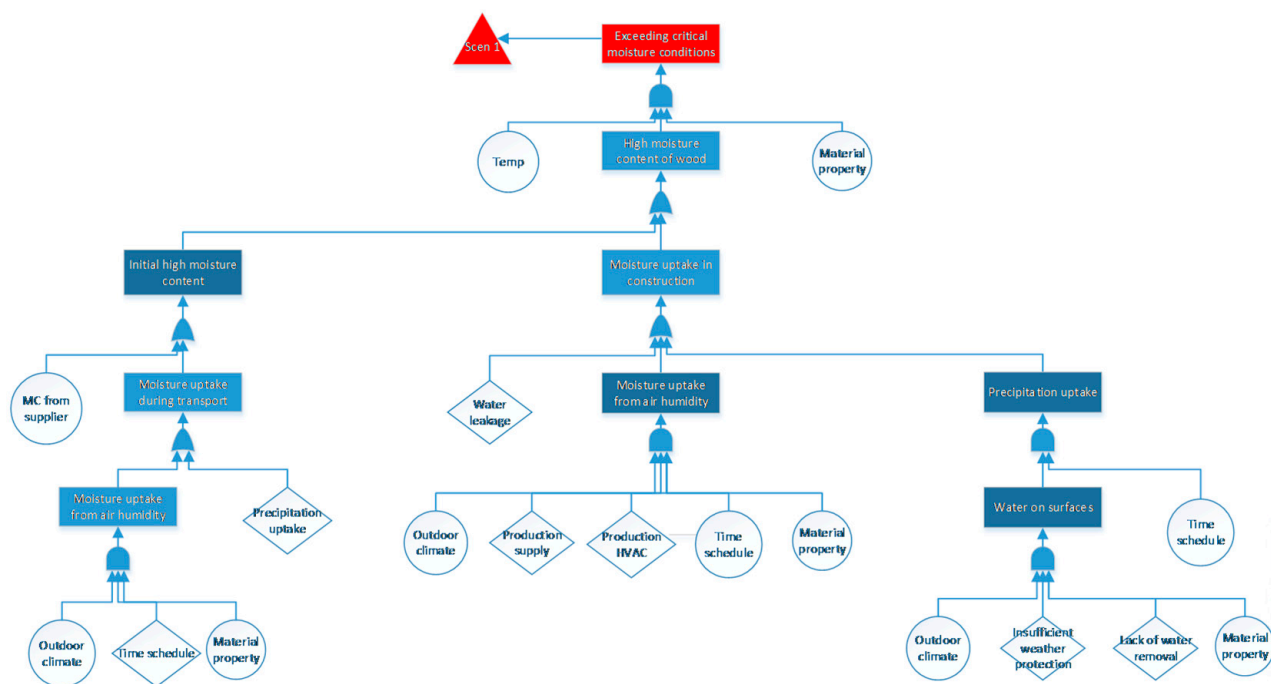 Scen 1
Exceeding critical
moisture conditions
Temp
High moisture
content of wood
Material
property
Initial high moisture
content
Moisture uptake in
construction
MC from
supplier
Moisture uptake
during transport
Water
leakage
Moisture uptake
from air humidity
Precipitation uptake
Moisture uptake
from air humidity
Precipitation
uptake
Outdoor
climate
Production
supply
Production
HVAC
Time
schedule
Material
property
Water on surfaces
Time
schedule
Outdoor
climate
Time schedule
Material
property
Outdoor
climate
Insufficient
weather
protection
Lack of water
removal
Material
property